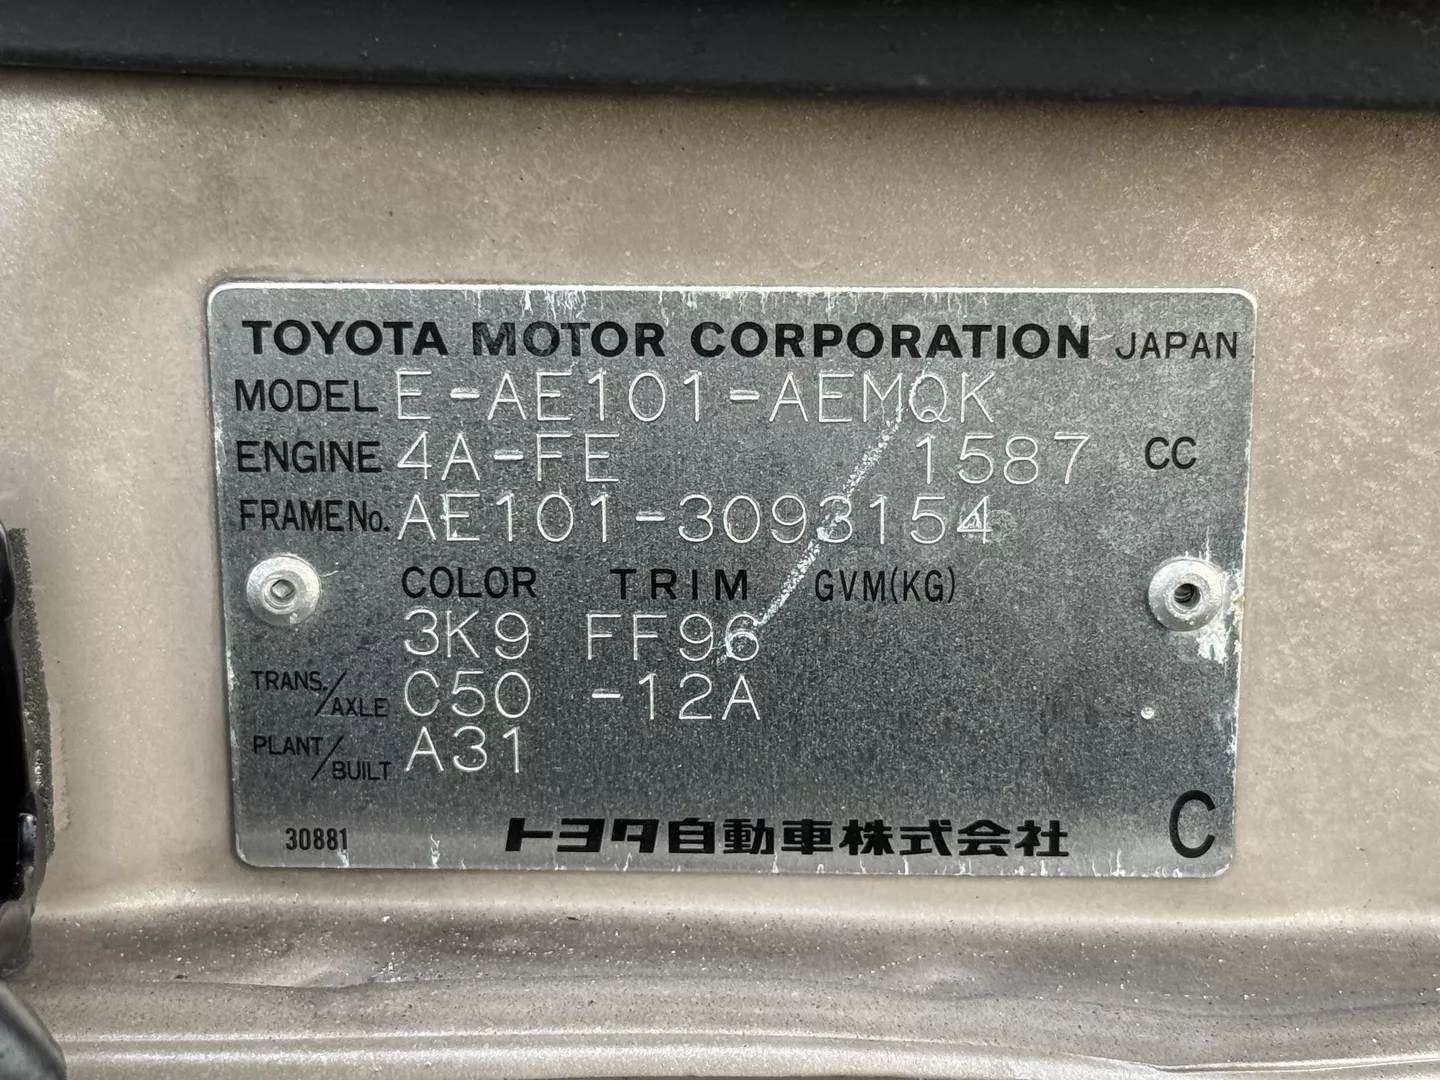 TOYOTA MOTOR CORPORATION JAPAN
MODEL E-AE101-AEMQK
ENGINE 4A-FE 1587 CC
FRAME No. AE101-3093154
COLOR TRIM GVM(KG)
3K9 FF96
TRANS./AXLE C50 -12A
PLANT/BUILT A31
30881 トヨタ自動車株式会社 C